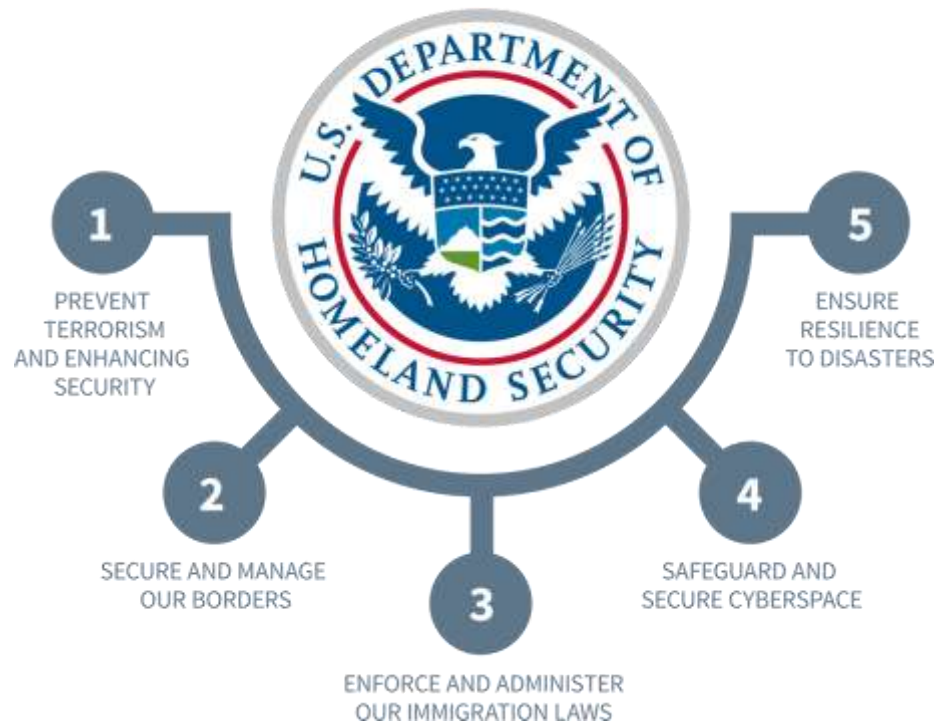 U.S. DEPARTMENT OF
HOMELAND SECURITY
1
PREVENT
TERRORISM
AND ENHANCING
SECURITY
2
SECURE AND MANAGE
OUR BORDERS
3
ENFORCE AND ADMINISTER
OUR IMMIGRATION LAWS
4
SAFEGUARD AND
SECURE CYBERSPACE
5
ENSURE
RESILIENCE
TO DISASTERS